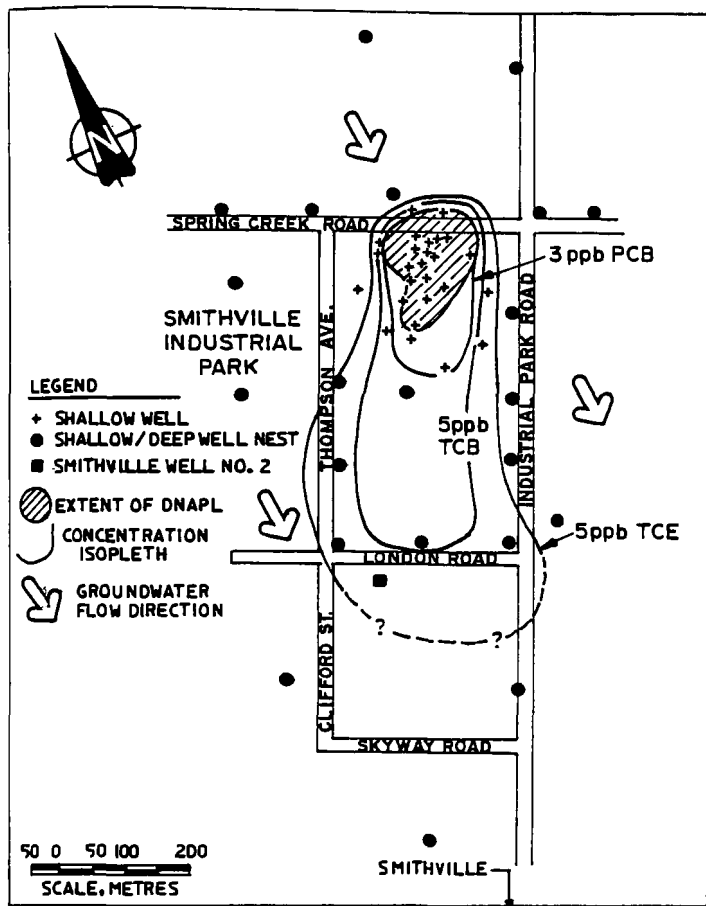 N
SPRING CREEK ROAD
3 ppb PCB
SMITHVILLE
INDUSTRIAL
PARK
THOMPSON AVE.
INDUSTRIAL PARK ROAD
LEGEND
+ SHALLOW WELL
● SHALLOW/DEEP WELL NEST
■ SMITHVILLE WELL NO. 2
EXTENT OF DNAPL
CONCENTRATION
ISOPLETH
GROUNDWATER
FLOW DIRECTION
5ppb
TCB
5ppb TCE
LONDON ROAD
? ?
CLIFFORD ST.
SKYWAY ROAD
50 0 50 100 200
SCALE, METRES
SMITHVILLE